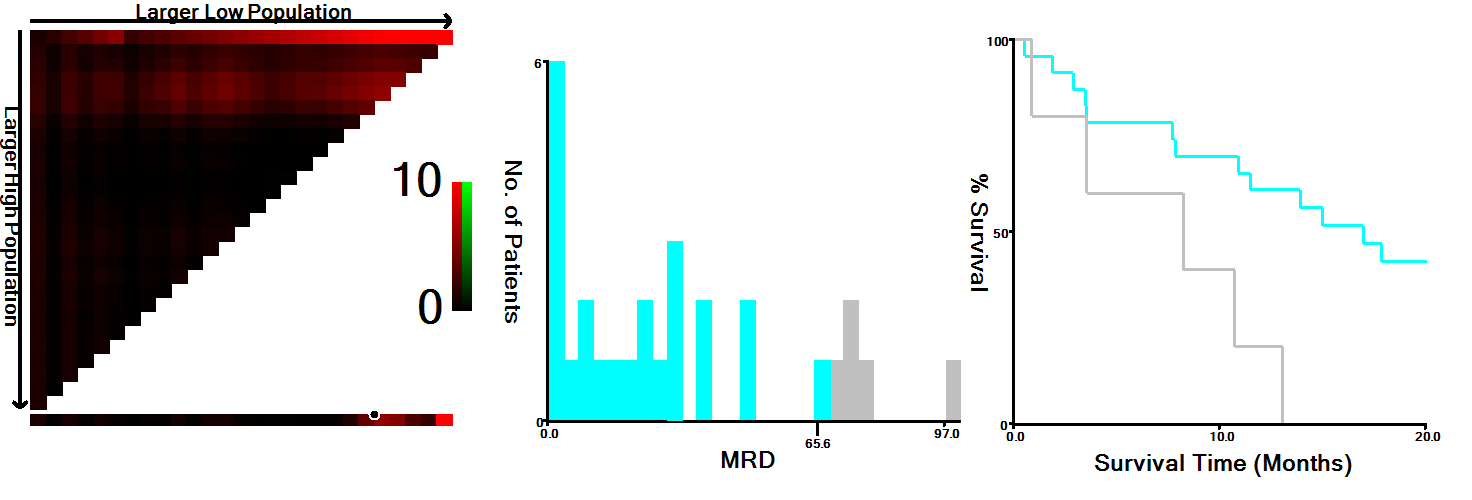 Larger Low Population
Larger High Population
10
0
No. of Patients
6
0
0.0
65.6
97.0
MRD
% Survival
100
50
0
0.0
10.0
20.0
Survival Time (Months)